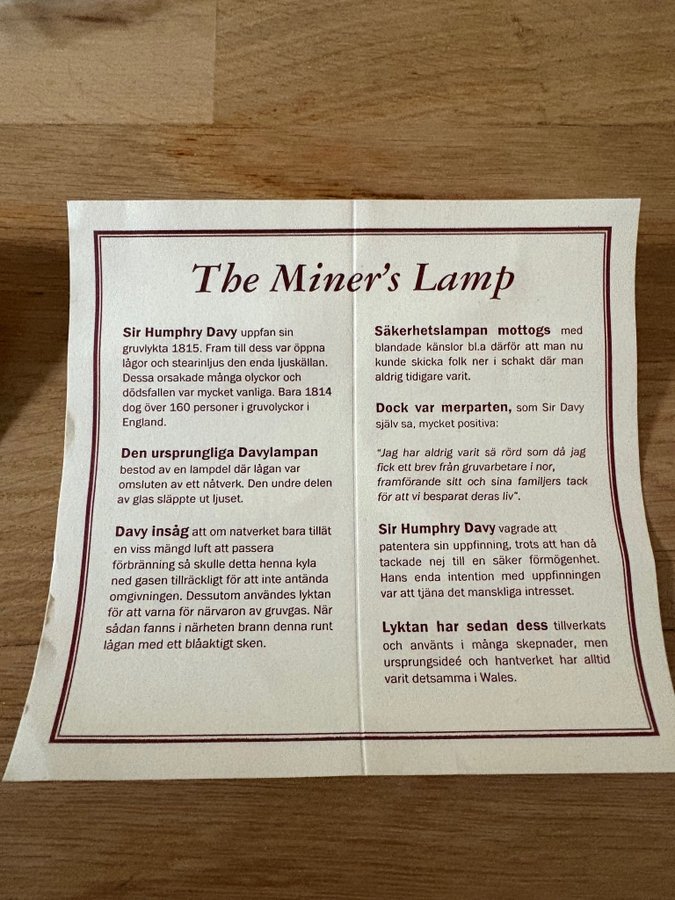 The Miner's Lamp
Sir Humphry Davy uppfan sin
gruvlykta 1815. Fram till dess var öppna
lågor och stearinljus den enda ljuskällan.
Dessa orsakade många olyckor och
dödsfallen var mycket vanliga. Bara 1814
dog över 160 personer i gruvolyckor i
England.
Den ursprungliga Davylampan
bestod av en lampdel där lågan var
omsluten av ett nåtverk. Den undre delen
av glas släppte ut ljuset.
Davy insåg att om natverket bara tillät
en viss mängd luft att passera
förbränning så skulle detta henna kyla
ned gasen tillräckligt för att inte antända
omgivningen. Dessutom användes lyktan
för att varna för närvaron av gruvgas. När
sådan fanns i närheten brann denna runt
lågan med ett blåaktigt sken.
Säkerhetslampan mottogs med
blandade känslor bl.a därför att man nu
kunde skicka folk ner i schakt där man
aldrig tidigare varit.
Dock var merparten, som Sir Davy
själv sa, mycket positiva:
"Jag har aldrig varit så rörd som då jag
fick ett brev från gruvarbetare i nor,
framförande sitt och sina familjers tack
för att vi besparat deras liv".
Sir Humphry Davy vagrade att
patentera sin uppfinning, trots att han då
tackade nej till en säker förmögenhet.
Hans enda intention med uppfinningen
var att tjäna det manskliga intresset.
Lyktan har sedan dess tillverkats
och använts i många skepnader, men
ursprungsideé och hantverket har alltid
varit detsamma i Wales.